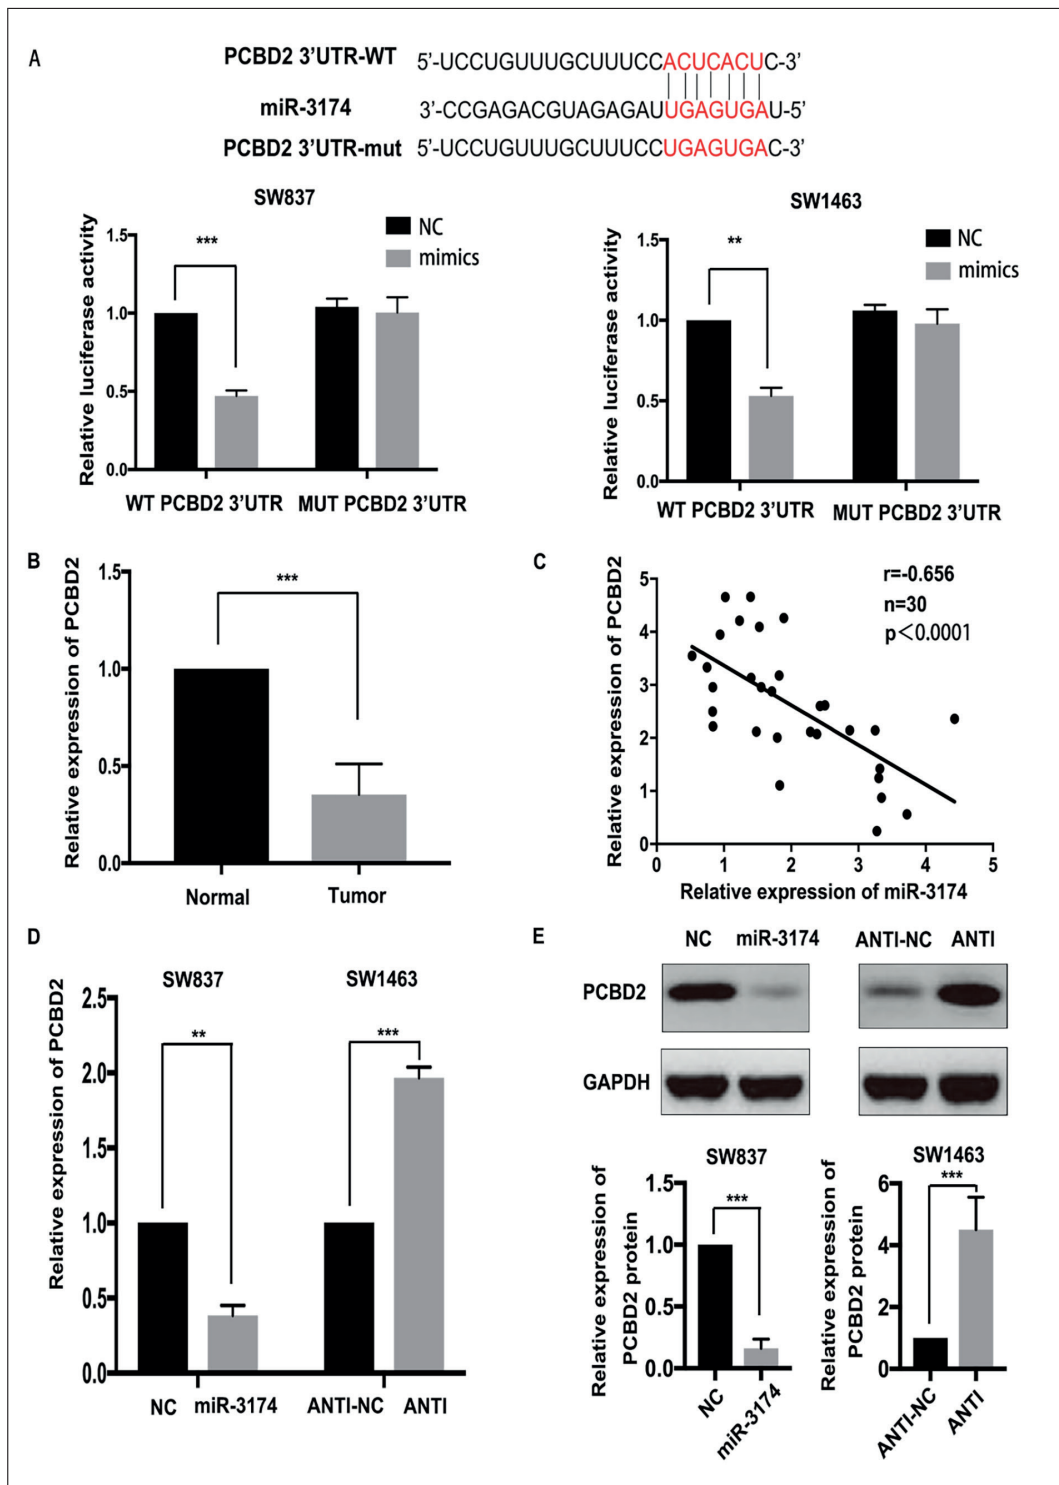 A
PCBD2 3'UTR-WT 5'-UCCUGUUUGCUUUCCACUCACUC-3'
miR-3174 3'-CCGAGACGUAGAGAUUGAGUGAU-5'
PCBD2 3'UTR-mut 5'-UCCUGUUUGCUUUCCUGAGUGAC-3'
SW837
NC
mimics
***
Relative luciferase activity
1.5
1.0
0.5
0.0
WT PCBD2 3'UTR MUT PCBD2 3'UTR
SW1463
NC
mimics
**
Relative luciferase activity
1.5
1.0
0.5
0.0
WT PCBD2 3'UTR MUT PCBD2 3'UTR
B
Relative expression of PCBD2
1.5
1.0
0.5
0.0
***
Normal Tumor
C
Relative expression of PCBD2
5
4
3
2
1
0
r=-0.656
n=30
p<0.0001
0 1 2 3 4 5
Relative expression of miR-3174
D
SW837 SW1463
Relative expression of PCBD2
2.5
2.0
1.5
1.0
0.5
0.0
** ***
NC miR-3174 ANTI-NC ANTI
E
NC miR-3174 ANTI-NC ANTI
PCBD2
GAPDH
SW837
Relative expression of
PCBD2 protein
1.5
1.0
0.5
0.0
***
NC
miR-3174
SW1463
Relative expression of
PCBD2 protein
6
4
2
0
***
ANTI-NC
ANTI